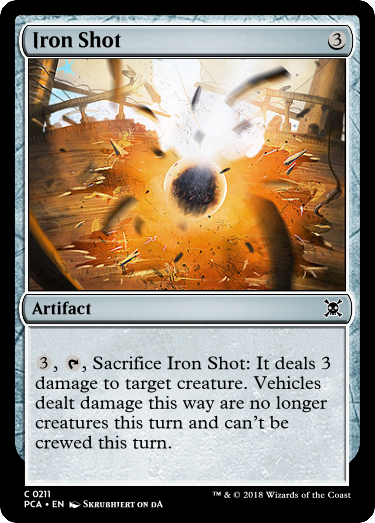 Iron Shot 3
Artifact
3, , Sacrifice Iron Shot: It deals 3
damage to target creature. Vehicles
dealt damage this way are no longer
creatures this turn and can't be
crewed this turn.
C 0211
PCA • EN Skrubhjert on dA
™ & © 2018 Wizards of the Coast